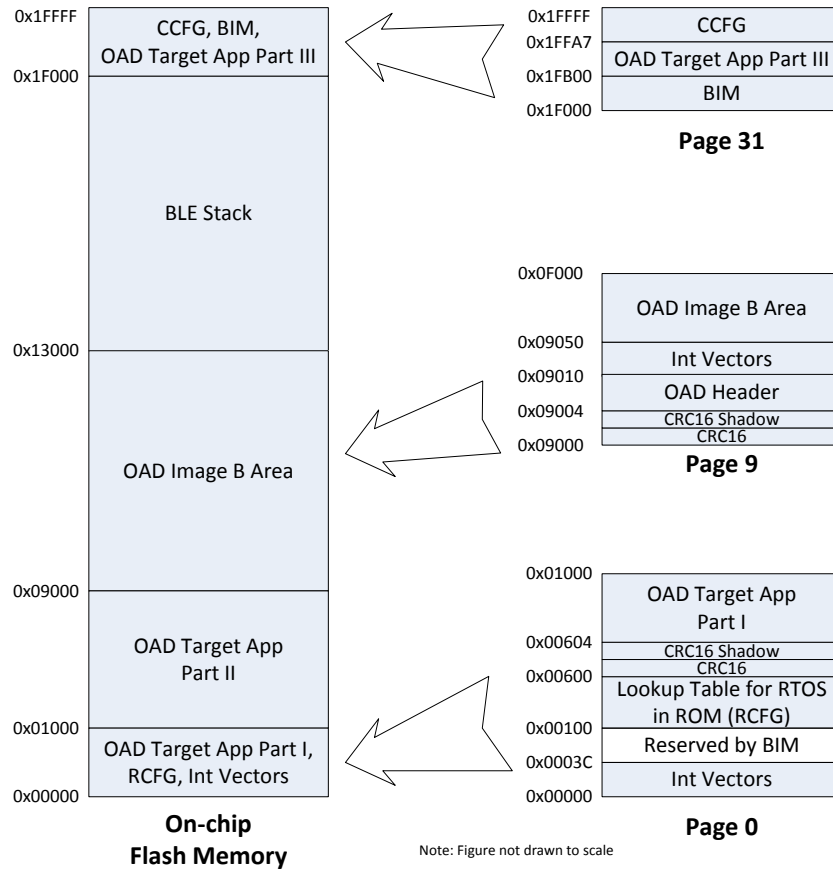 0x1FFFF
CCFG, BIM,
OAD Target App Part III
0x1F000
BLE Stack
0x13000
OAD Image B Area
0x09000
OAD Target App
Part II
0x01000
OAD Target App Part I,
RCFG, Int Vectors
0x00000
On-chip
Flash Memory
0x1FFFF
CCFG
0x1FFA7
OAD Target App Part III
0x1FB00
BIM
0x1F000
Page 31
0x0F000
OAD Image B Area
0x09050
Int Vectors
0x09010
OAD Header
0x09004
CRC16 Shadow
CRC16
0x09000
Page 9
0x01000
OAD Target App
Part I
0x00604
CRC16 Shadow
CRC16
0x00600
Lookup Table for RTOS
in ROM (RCFG)
0x00100
Reserved by BIM
0x0003C
Int Vectors
0x00000
Page 0
Note: Figure not drawn to scale